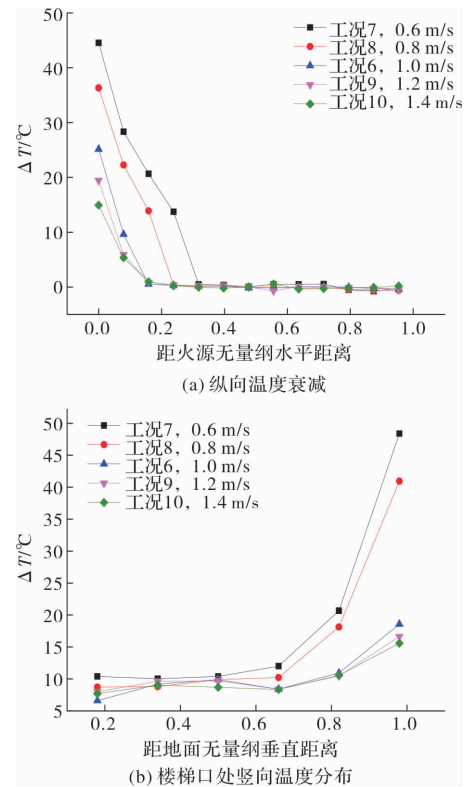 50
40
30
20
10
0
ΔT/℃
工况7，0.6 m/s
工况8，0.8 m/s
工况6，1.0 m/s
工况9，1.2 m/s
工况10，1.4 m/s
0.0 0.2 0.4 0.6 0.8 1.0
距火源无量纲水平距离
(a) 纵向温度衰减
50
45
40
35
30
25
20
15
10
5
ΔT/℃
工况7，0.6 m/s
工况8，0.8 m/s
工况6，1.0 m/s
工况9，1.2 m/s
工况10，1.4 m/s
0.2 0.4 0.6 0.8 1.0
距地面无量纲垂直距离
(b) 楼梯口处竖向温度分布